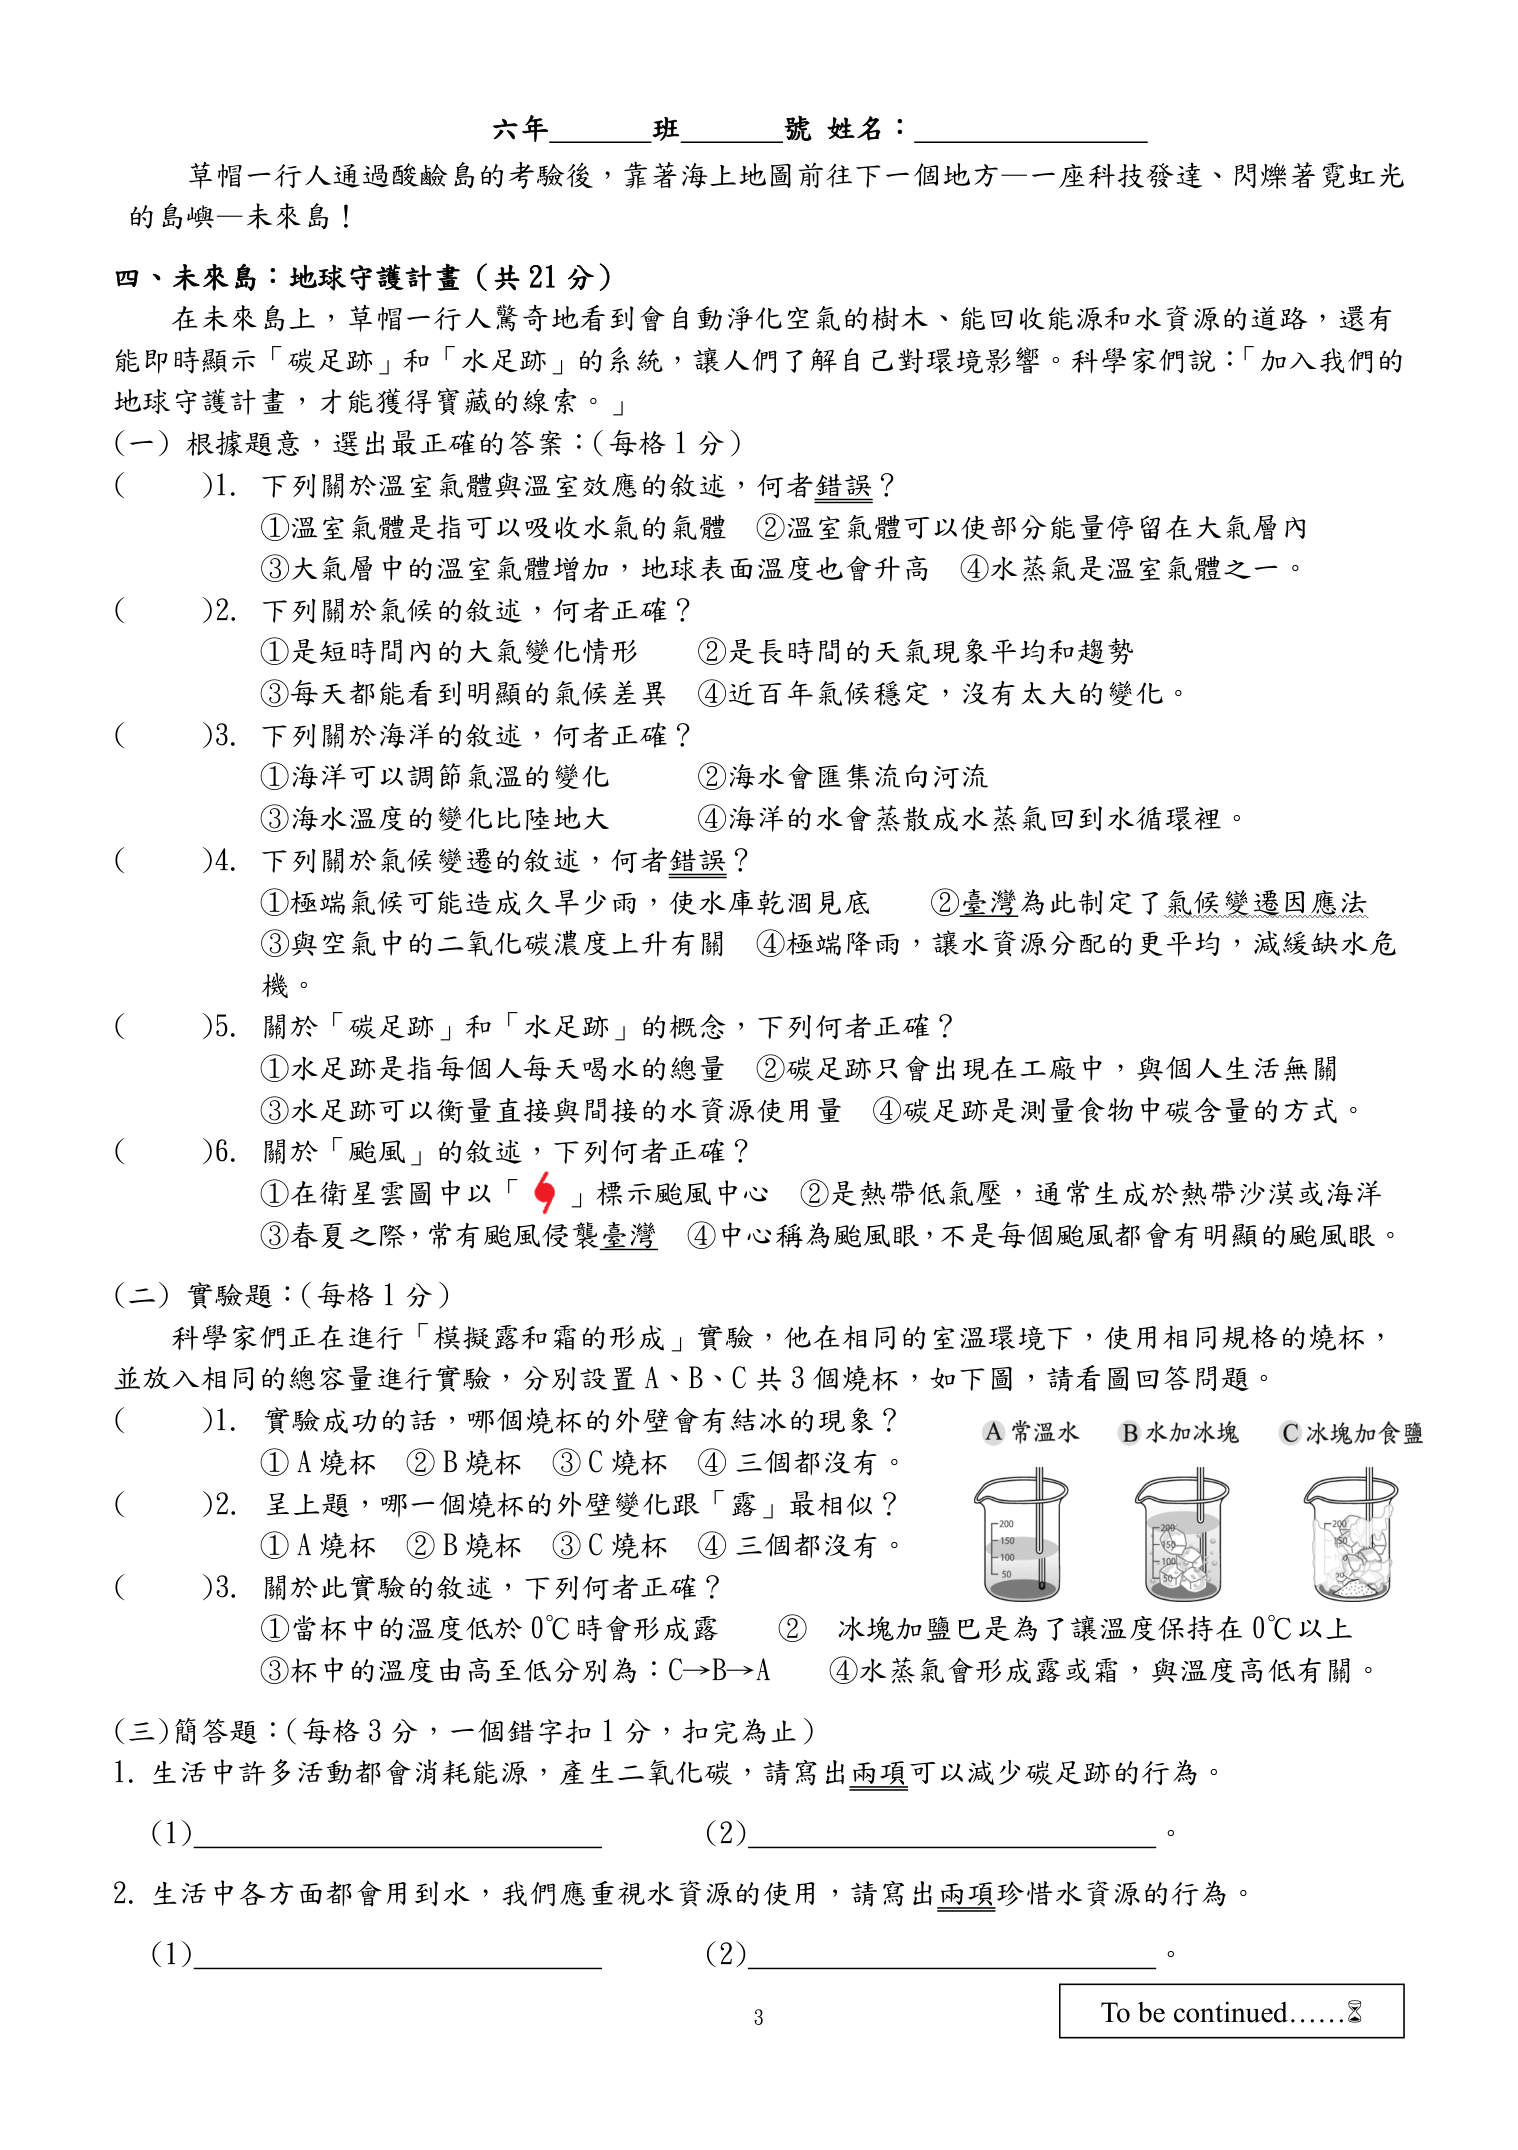 六年＿＿＿班＿＿＿號 姓名：＿＿＿＿＿＿＿
草帽一行人通過酸鹼島的考驗後，靠著海上地圖前往下一個地方—一座科技發達、閃爍著霓虹光
的島嶼—未來島！
四、未來島：地球守護計畫（共 21 分）
在未來島上，草帽一行人驚奇地看到會自動淨化空氣的樹木、能回收能源和水資源的道路，還有
能即時顯示「碳足跡」和「水足跡」的系統，讓人們了解自己對環境影響。科學家們說：「加入我們的
地球守護計畫，才能獲得寶藏的線索。」
(一) 根據題意，選出最正確的答案：(每格 1 分)
(　　)1. 下列關於溫室氣體與溫室效應的敘述，何者錯誤？
①溫室氣體是指可以吸收水氣的氣體　②溫室氣體可以使部分能量停留在大氣層內
③大氣層中的溫室氣體增加，地球表面溫度也會升高　④水蒸氣是溫室氣體之一。
(　　)2. 下列關於氣候的敘述，何者正確？
①是短時間內的大氣變化情形　　②是長時間的天氣現象平均和趨勢
③每天都能看到明顯的氣候差異　④近百年氣候穩定，沒有太大的變化。
(　　)3. 下列關於海洋的敘述，何者正確？
①海洋可以調節氣溫的變化　　　②海水會匯集流向河流
③海水溫度的變化比陸地大　　　④海洋的水會蒸散成水蒸氣回到水循環裡。
(　　)4. 下列關於氣候變遷的敘述，何者錯誤？
①極端氣候可能造成久旱少雨，使水庫乾涸見底　　②臺灣為此制定了氣候變遷因應法
③與空氣中的二氧化碳濃度上升有關　④極端降雨，讓水資源分配的更平均，減緩缺水危
機。
(　　)5. 關於「碳足跡」和「水足跡」的概念，下列何者正確？
①水足跡是指每個人每天喝水的總量　②碳足跡只會出現在工廠中，與個人生活無關
③水足跡可以衡量直接與間接的水資源使用量　④碳足跡是測量食物中碳含量的方式。
(　　)6. 關於「颱風」的敘述，下列何者正確？
①在衛星雲圖中以「　」標示颱風中心　②是熱帶低氣壓，通常生成於熱帶沙漠或海洋
③春夏之際，常有颱風侵襲臺灣　④中心稱為颱風眼，不是每個颱風都會有明顯的颱風眼。
(二) 實驗題：(每格 1 分)
科學家們正在進行「模擬露和霜的形成」實驗，他在相同的室溫環境下，使用相同規格的燒杯，
並放入相同的總容量進行實驗，分別設置 A、B、C 共 3 個燒杯，如下圖，請看圖回答問題。
(　　)1. 實驗成功的話，哪個燒杯的外壁會有結冰的現象？
① A 燒杯　② B 燒杯　③ C 燒杯　④ 三個都沒有。
(　　)2. 呈上題，哪一個燒杯的外壁變化跟「露」最相似？
① A 燒杯　② B 燒杯　③ C 燒杯　④ 三個都沒有。
(　　)3. 關於此實驗的敘述，下列何者正確？
A 常溫水　B 水加冰塊　C 冰塊加食鹽
200　200　200
150　150　150
100　100
50　50　50
①當杯中的溫度低於 0℃時會形成露　　②　冰塊加鹽巴是為了讓溫度保持在 0℃以上
③杯中的溫度由高至低分別為：C→B→A　　④水蒸氣會形成露或霜，與溫度高低有關。
(三)簡答題：(每格 3 分，一個錯字扣 1 分，扣完為止)
1. 生活中許多活動都會消耗能源，產生二氧化碳，請寫出兩項可以減少碳足跡的行為。
(1)＿＿＿＿＿＿＿＿　　(2)＿＿＿＿＿＿＿＿。
2. 生活中各方面都會用到水，我們應重視水資源的使用，請寫出兩項珍惜水資源的行為。
(1)＿＿＿＿＿＿＿＿　　(2)＿＿＿＿＿＿＿＿。
To be continued……⏳
3